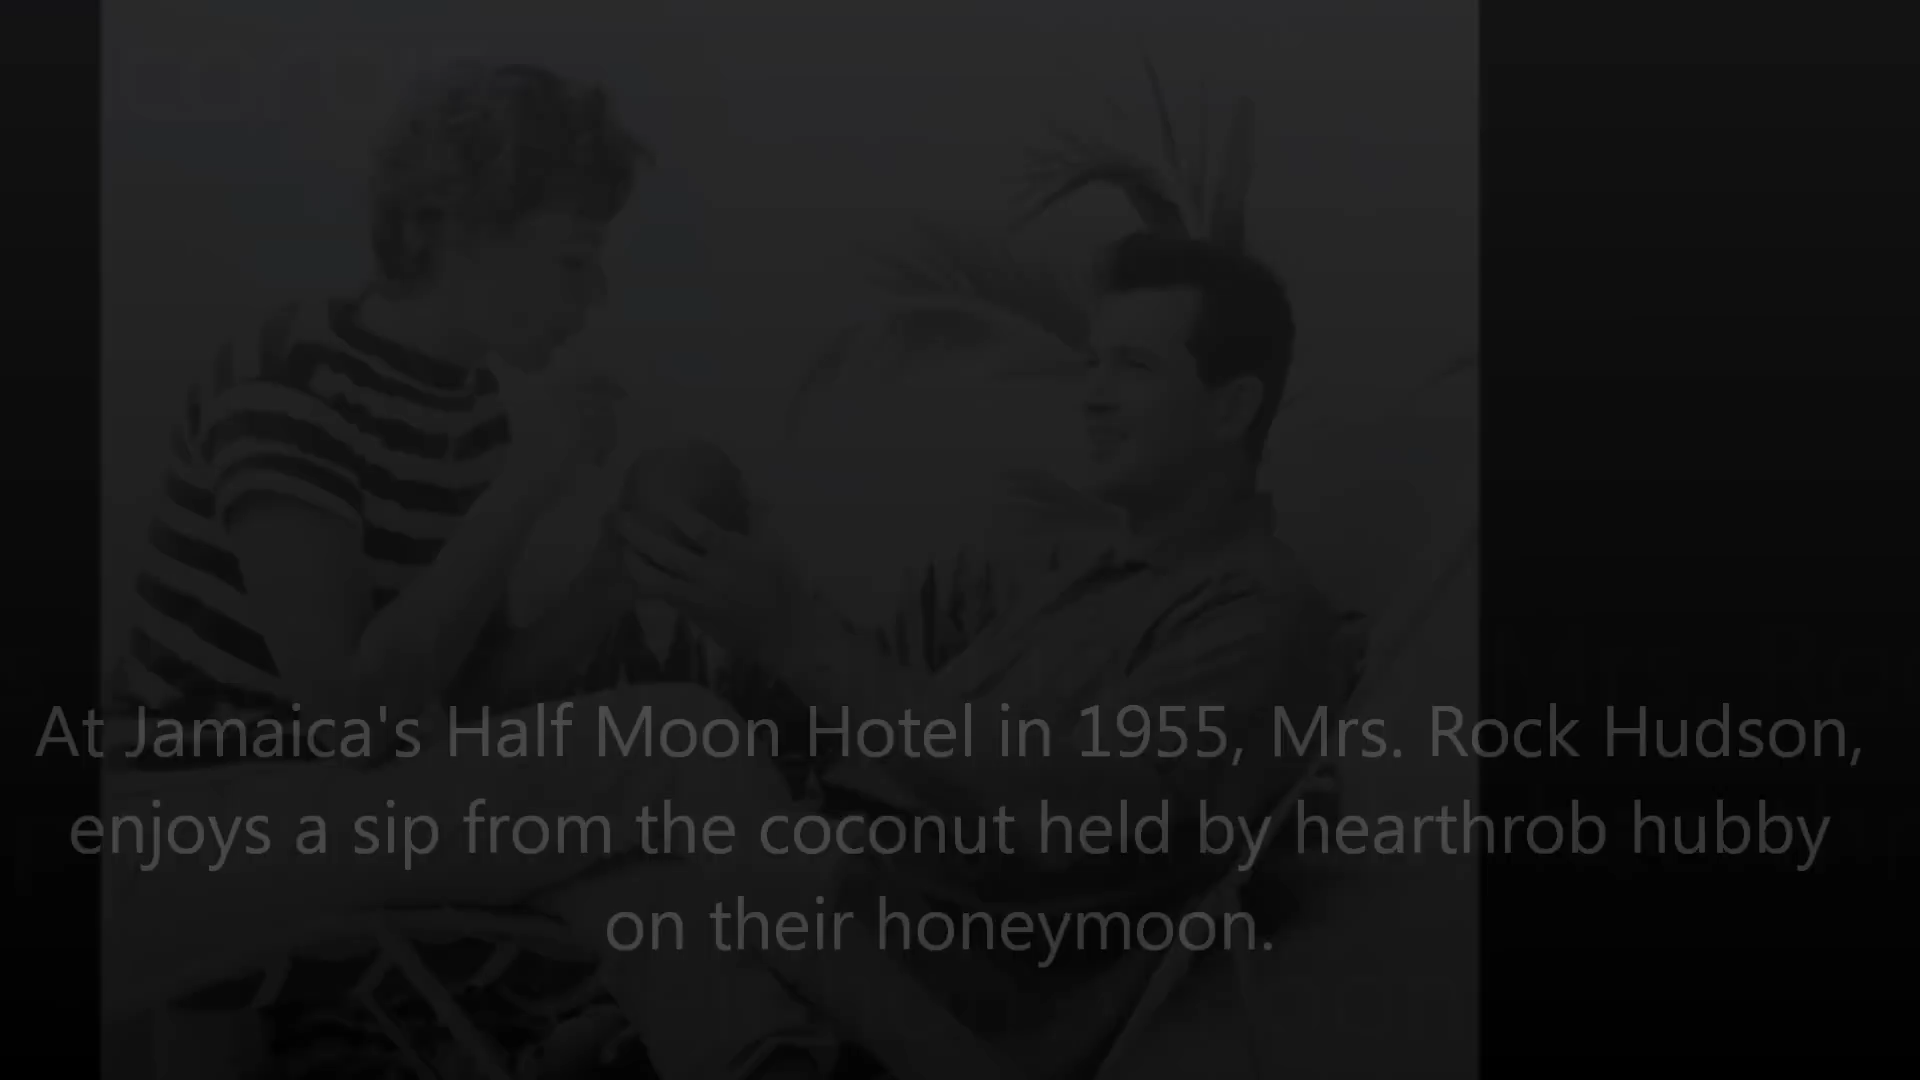 At Jamaica's Half Moon Hotel in 1955, Mrs. Rock Hudson,
enjoys a sip from the coconut held by hearthrob hubby
on their honeymoon.